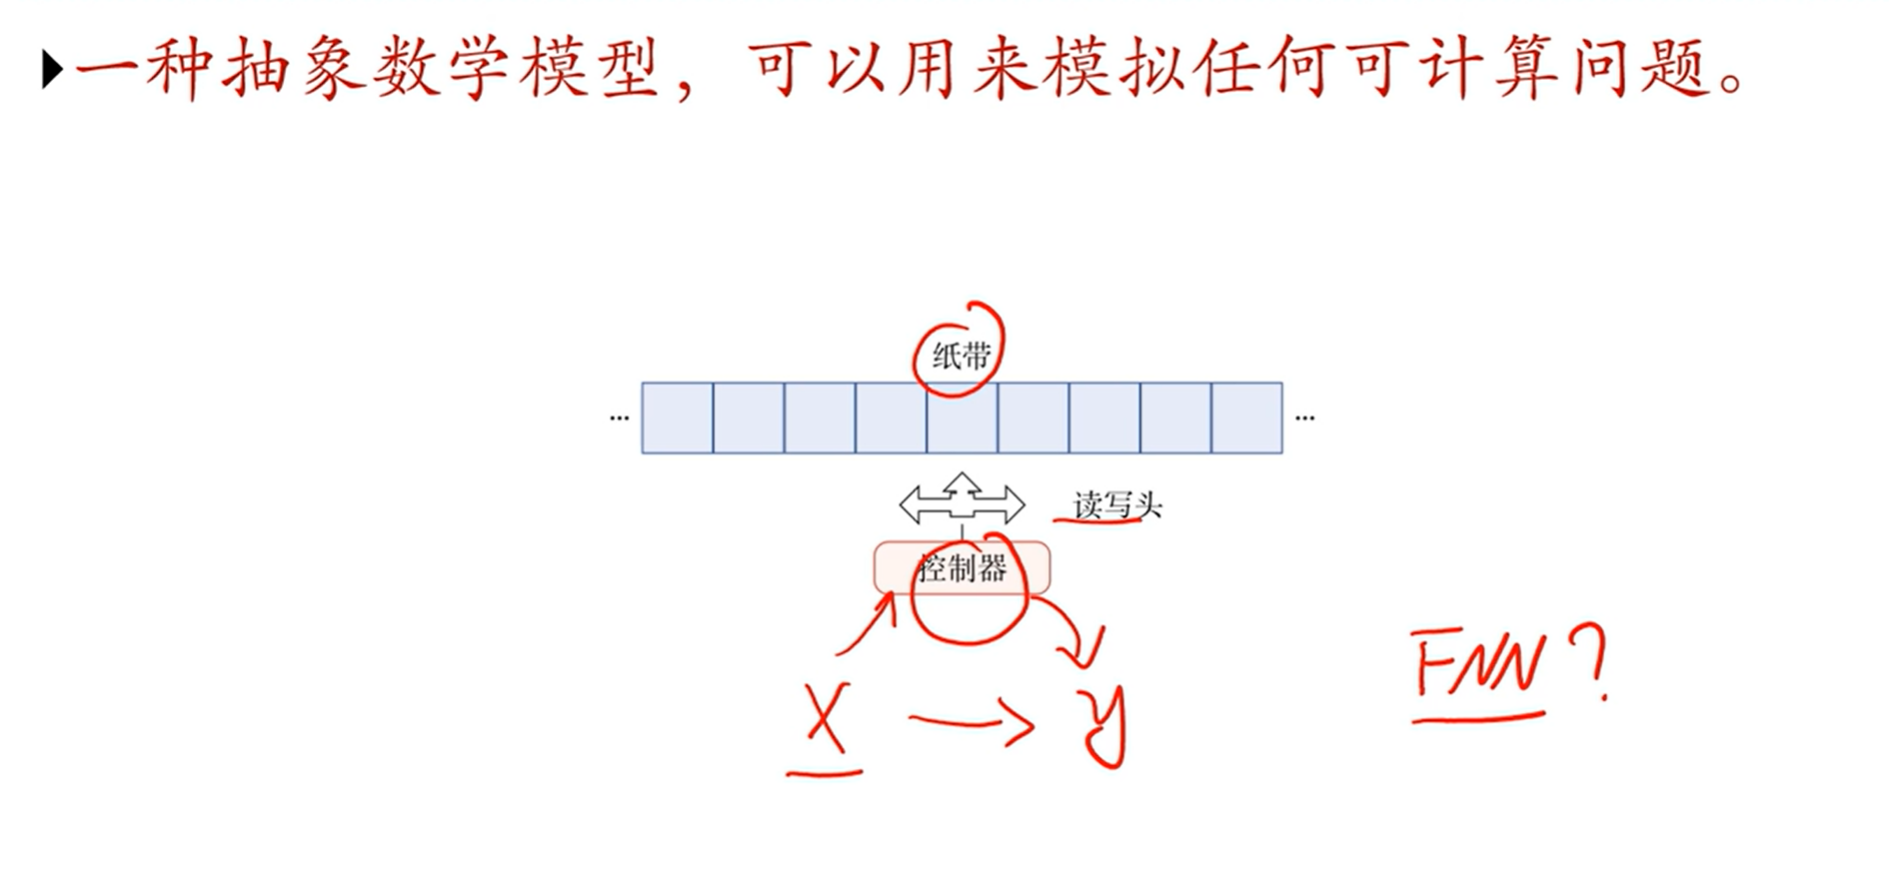 一种抽象数学模型，可以用来模拟任何可计算问题。
纸带
... ...
读写头
控制器
X → y
FNN?